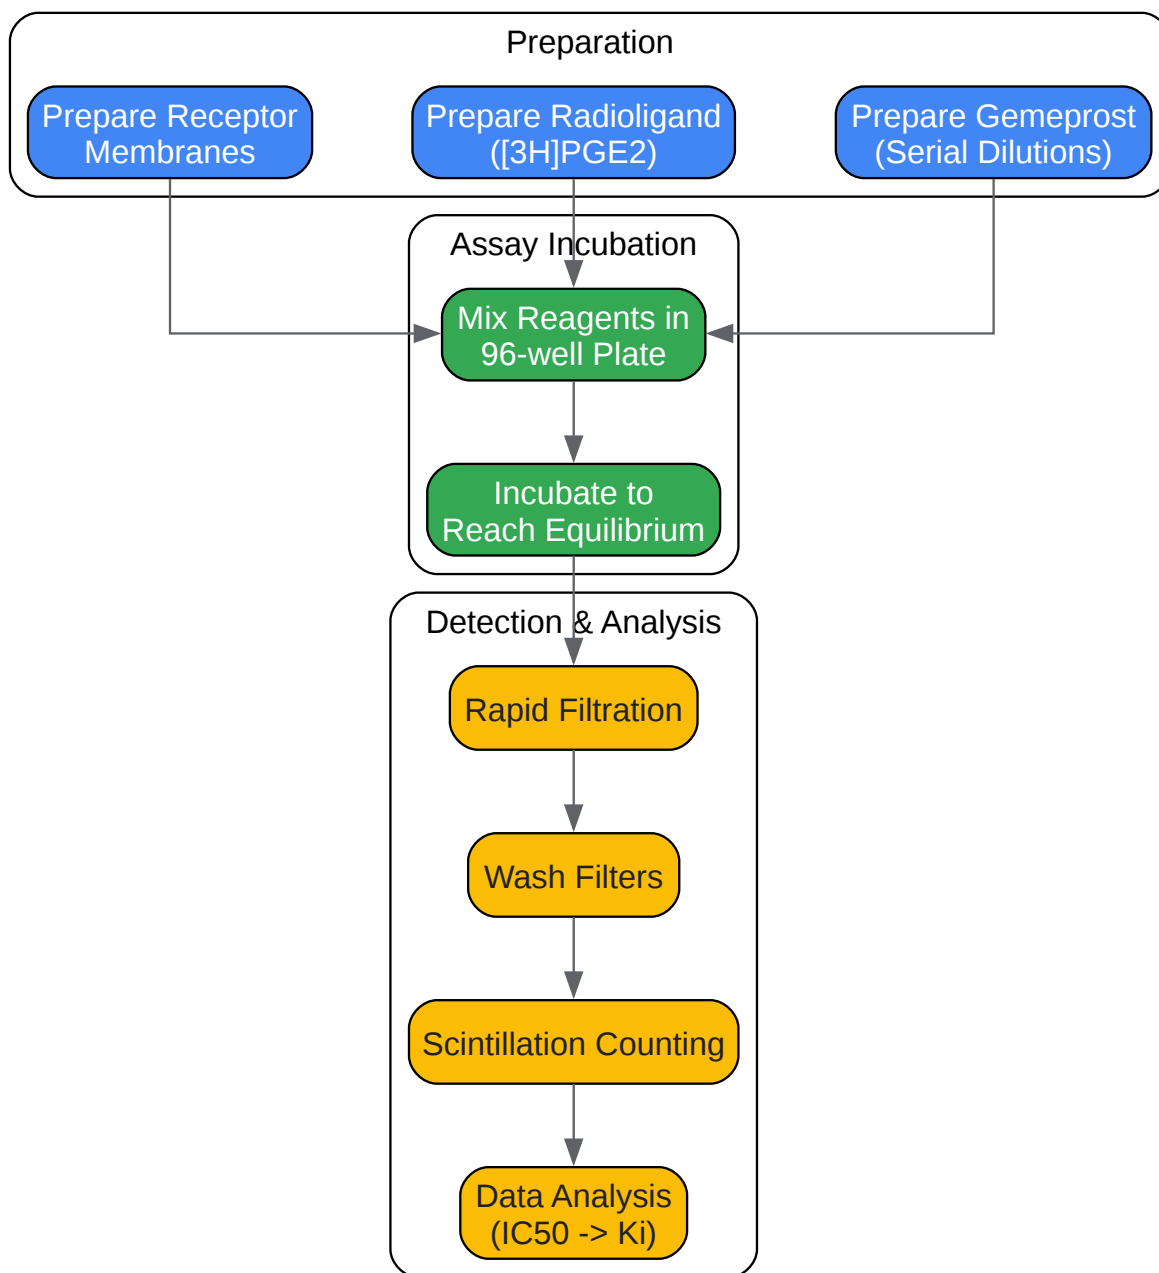 Preparation
Prepare Receptor
Membranes
Prepare Radioligand
([3H]PGE2)
Prepare Gemeprost
(Serial Dilutions)
Assay Incubation
Mix Reagents in
96-well Plate
Incubate to
Reach Equilibrium
Detection & Analysis
Rapid Filtration
Wash Filters
Scintillation Counting
Data Analysis
(IC50 -> Ki)